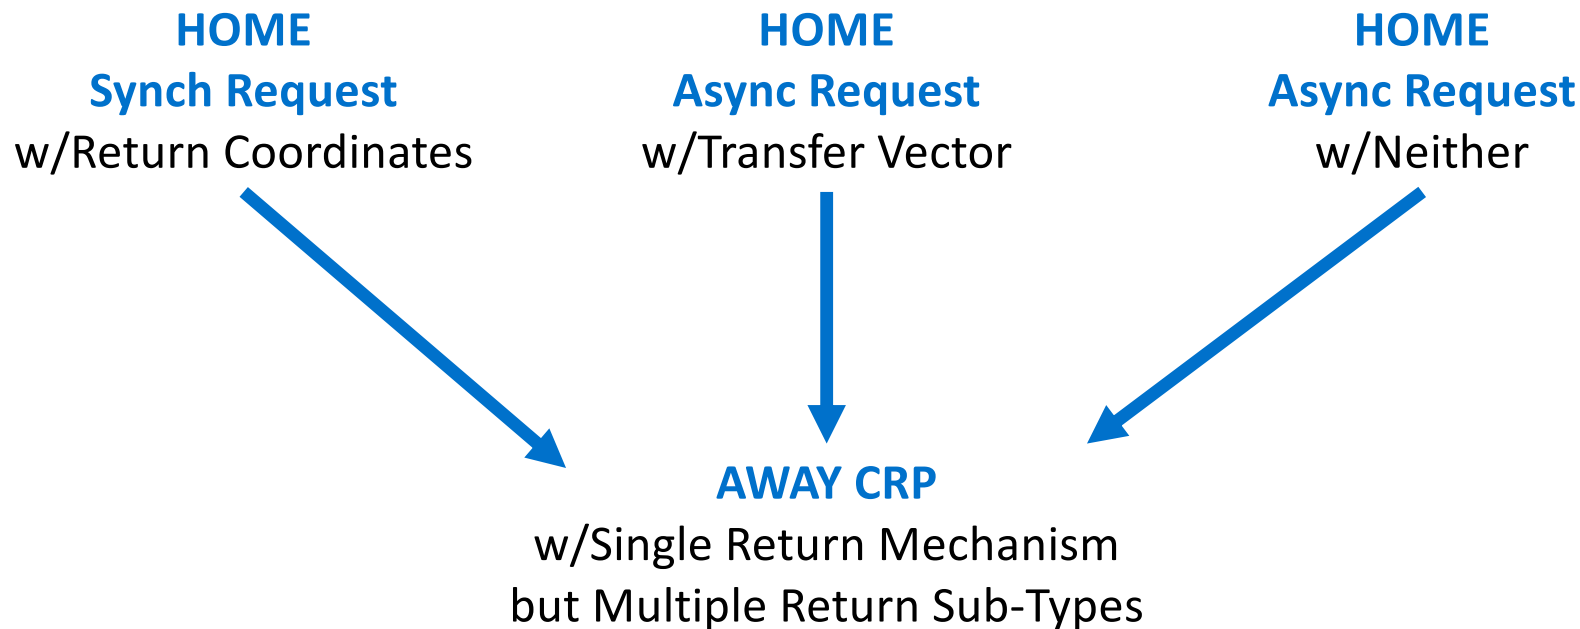 HOME
Synch Request
w/Return Coordinates
HOME
Async Request
w/Transfer Vector
HOME
Async Request
w/Neither
AWAY CRP
w/Single Return Mechanism
but Multiple Return Sub-Types